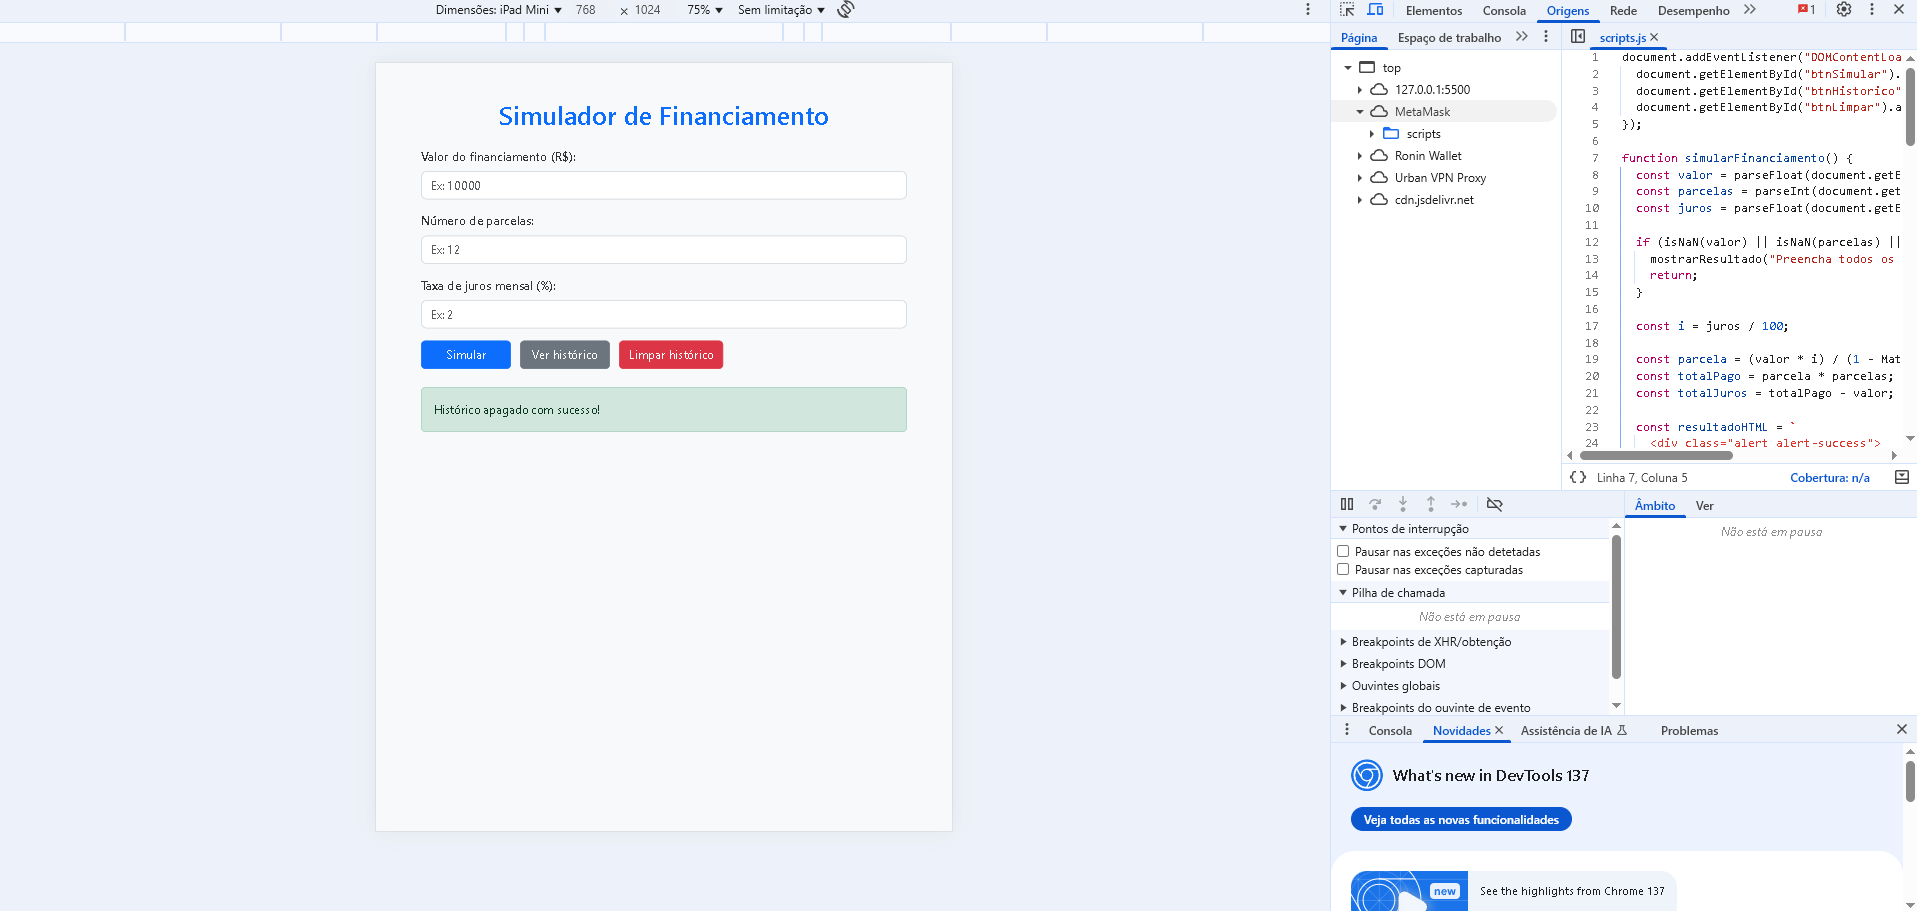 Dimensões: iPad Mini 768 × 1024 75% Sem limitação
Simulador de Financiamento
Valor do financiamento (R$):
Ex: 10000
Número de parcelas:
Ex: 12
Taxa de juros mensal (%):
Ex: 2
Simular Ver histórico Limpar histórico
Histórico apagado com sucesso!
Elementos Consola Origens Rede Desempenho 1
Página Espaço de trabalho
top
127.0.0.1:5500
MetaMask
scripts
Ronin Wallet
Urban VPN Proxy
cdn.jsdelivr.net
scripts.js
1 document.addEventListener("DOMContentLoa
2 document.getElementById("btnSimular").
3 document.getElementById("btnHistorico"
4 document.getElementById("btnLimpar").a
5 });
6
7 function simularFinanciamento() {
8 const valor = parseFloat(document.getE
9 const parcelas = parseInt(document.get
10 const juros = parseFloat(document.getE
11
12 if (isNaN(valor) || isNaN(parcelas) ||
13 mostrarResultado("Preencha todos os
14 return;
15 }
16
17 const i = juros / 100;
18
19 const parcela = (valor * i) / (1 - Mat
20 const totalPago = parcela * parcelas;
21 const totalJuros = totalPago - valor;
22
23 const resultadoHTML = `
24 <div class="alert alert-success">
{} Linha 7, Coluna 5 Cobertura: n/a
Pontos de interrupção
Pausar nas exceções não detetadas
Pausar nas exceções capturadas
Pilha de chamada
Não está em pausa
Breakpoints de XHR/obtenção
Breakpoints DOM
Ouvintes globais
Breakpoints do ouvinte de evento
Âmbito Ver
Não está em pausa
Consola Novidades Assistência de IA Problemas
What's new in DevTools 137
Veja todas as novas funcionalidades
new
See the highlights from Chrome 137